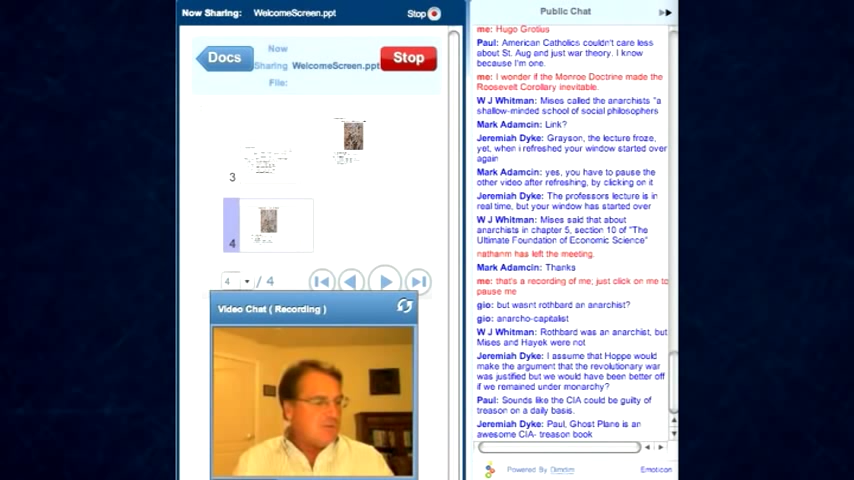 Now Sharing: WelcomeScreen.ppt Stop
Docs
Now
Sharing WelcomeScreen.ppt
File:
Stop
3
4
4 / 4
Video Chat ( Recording )
Public Chat
me: Hugo Grotius
Paul: American Catholics couldn't care less
about St. Aug and just war theory. I know
because I'm one.
me: I wonder if the Monroe Doctrine made the
Roosevelt Corollary inevitable.
W J Whitman: Mises called the anarchists "a
shallow-minded school of social philosophers
Mark Adamcin: Link?
Jeremiah Dyke: Grayson, the lecture froze,
yet, when i refreshed your window started over
again
Mark Adamcin: yes, you have to pause the
other video after refreshing, by clicking on it
Jeremiah Dyke: The professors lecture is in
real time, but your window has started over
W J Whitman: Mises said that about
anarchists in chapter 5, section 10 of "The
Ultimate Foundation of Economic Science"
nathanm has left the meeting.
Mark Adamcin: Thanks
me: that's a recording of me; just click on me to
pause me
gio: but wasnt rothbard an anarchist?
gio: anarcho-capitalist
W J Whitman: Rothbard was an anarchist, but
Mises and Hayek were not
Jeremiah Dyke: I assume that Hoppe would
make the argument that the revolutionary war
was justified but we would have been better off
if we remained under monarchy?
Paul: Sounds like the CIA could be guilty of
treason on a daily basis.
Jeremiah Dyke: Paul, Ghost Plane is an
awesome CIA- treason book
Powered By Dimdim
Emoticon